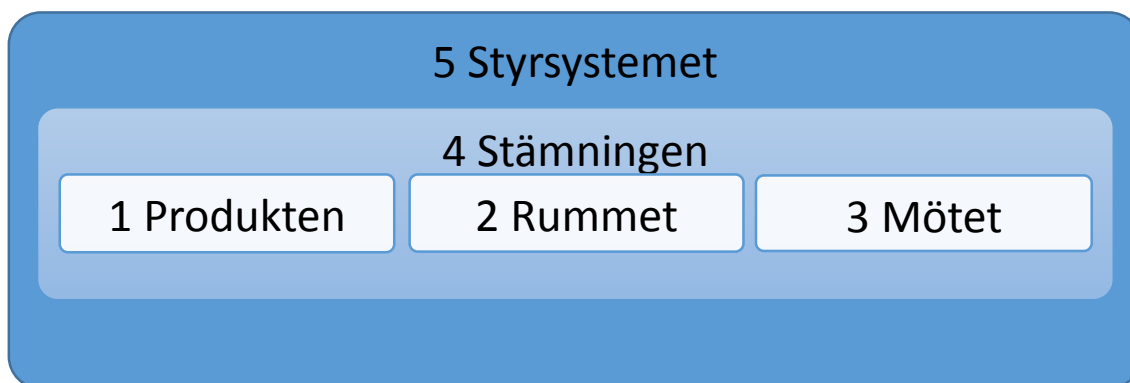 5 Styrsystemet
4 Stämningen
1 Produkten
2 Rummet
3 Mötet